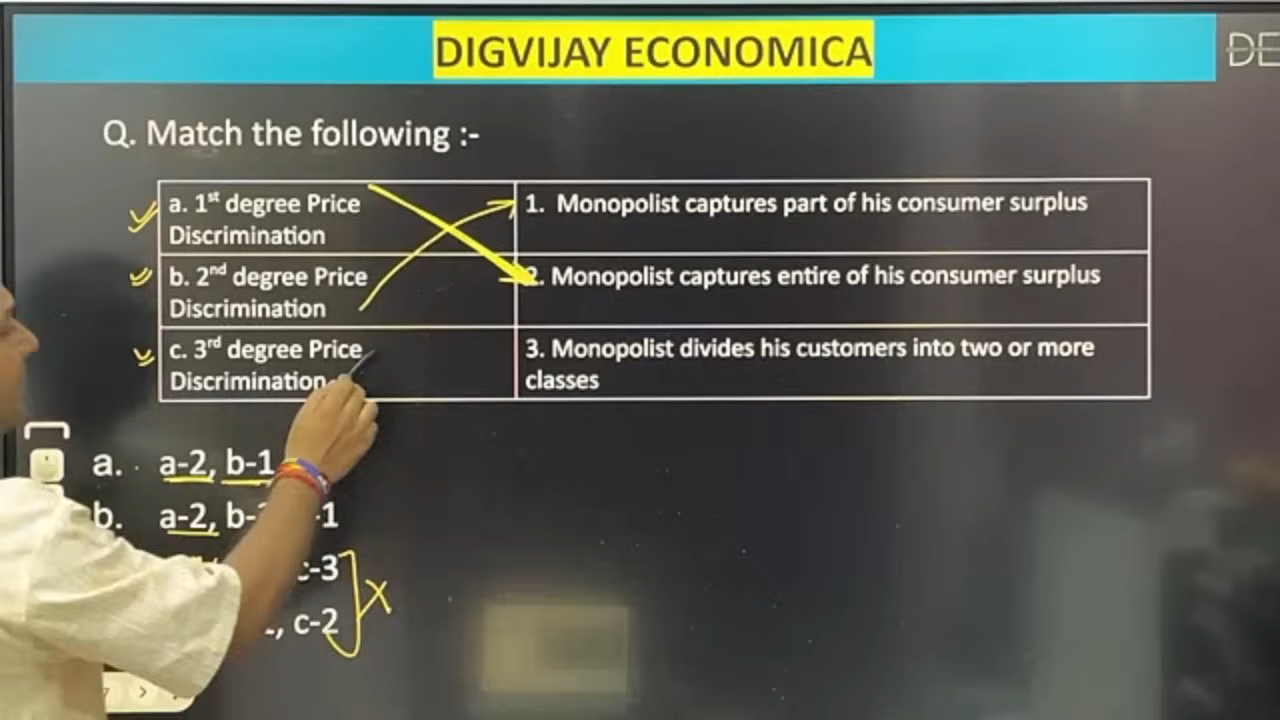 DIGVIJAY ECONOMICA
DE
Q. Match the following :-
a. 1st degree Price
Discrimination
1. Monopolist captures part of his consumer surplus
b. 2nd degree Price
Discrimination
2. Monopolist captures entire of his consumer surplus
c. 3rd degree Price
Discrimination
3. Monopolist divides his customers into two or more
classes
a. a-2, b-1
b. a-2, -1
c-3
, c-2